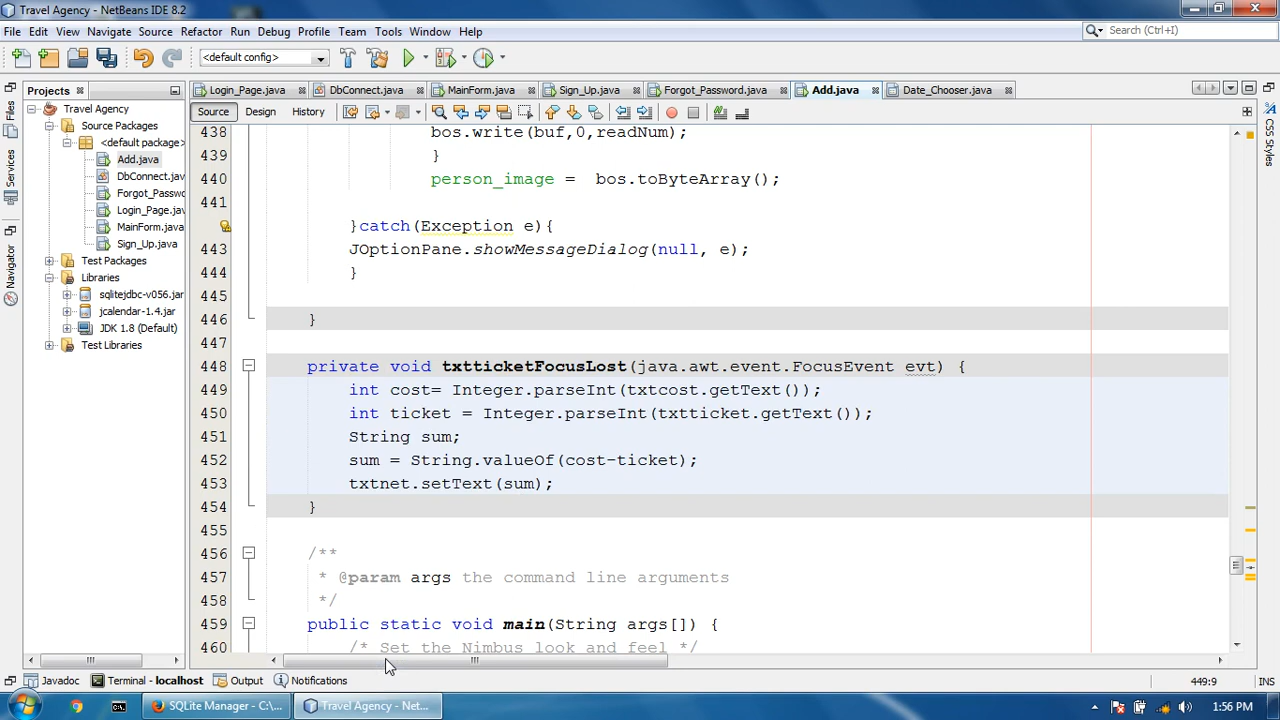 Travel Agency - NetBeans IDE 8.2
File Edit View Navigate Source Refactor Run Debug Profile Team Tools Window Help
Search (Ctrl+I)
<default config>
Projects
Login_Page.java DbConnect.java MainForm.java Sign_Up.java Forgot_Password.java Add.java Date_Chooser.java
Source Design History
Files
Services
Navigator
CSS Styles
Travel Agency
Source Packages
<default package>
Add.java
DbConnect.java
Forgot_Passwo
Login_Page.jav
MainForm.java
Sign_Up.java
Test Packages
Libraries
sqlitejdbc-v056.jar
jcalendar-1.4.jar
JDK 1.8 (Default)
Test Libraries
438 bos.write(buf,0,readNum);
439 }
440 person_image = bos.toByteArray();
441
}catch(Exception e){
443 JOptionPane.showMessageDialog(null, e);
444 }
445
446 }
447
448 private void txtticketFocusLost(java.awt.event.FocusEvent evt) {
449 int cost= Integer.parseInt(txtcost.getText());
450 int ticket = Integer.parseInt(txtticket.getText());
451 String sum;
452 sum = String.valueOf(cost-ticket);
453 txtnet.setText(sum);
454 }
455
456 /**
457 * @param args the command line arguments
458 */
459 public static void main(String args[]) {
460 /* Set the Nimbus look and feel */
Javadoc Terminal - localhost Output Notifications
449:9 INS
SQLite Manager - C:\... Travel Agency - Net...
1:56 PM